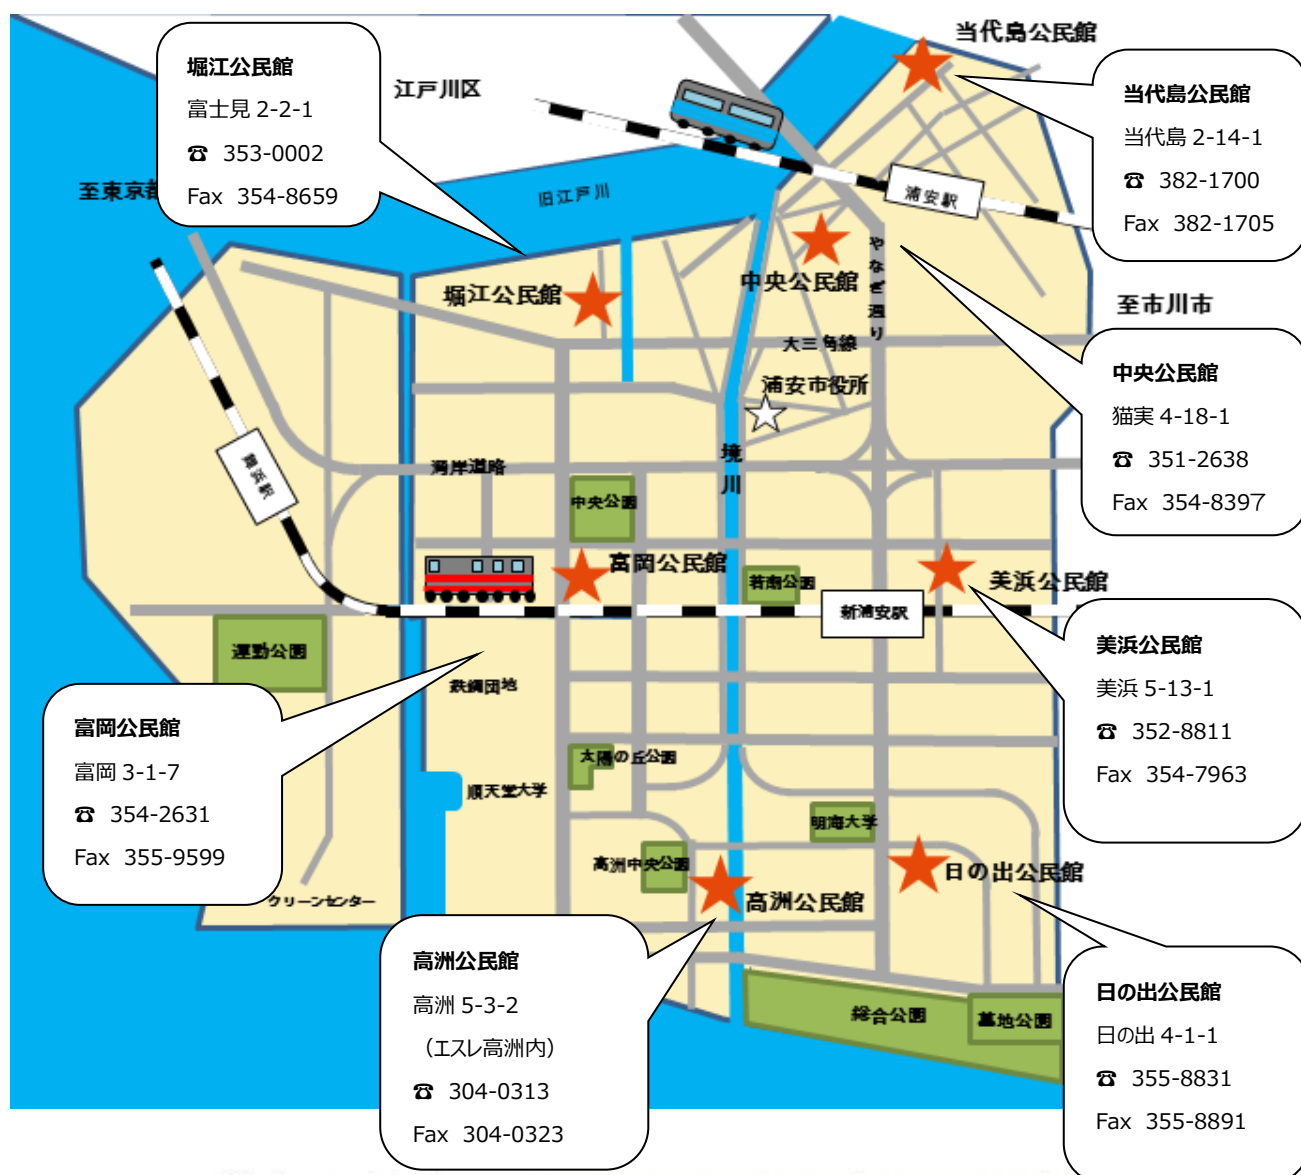 当代島公民館
堀江公民館
富士見 2-2-1
☎ 353-0002
Fax 354-8659
江戸川区
当代島公民館
当代島 2-14-1
☎ 382-1700
Fax 382-1705
至東京都
旧江戸川
浦安駅
やなぎ通り
中央公民館
堀江公民館
至市川市
大三角線
浦安市役所
中央公民館
猫実 4-18-1
☎ 351-2638
Fax 354-8397
舞浜駅
湾岸道路
境川
中央公園
富岡公民館
若潮公園
美浜公民館
新浦安駅
運動公園
鉄鋼団地
美浜公民館
美浜 5-13-1
☎ 352-8811
Fax 354-7963
富岡公民館
富岡 3-1-7
☎ 354-2631
Fax 355-9599
太陽の丘公園
順天堂大学
明海大学
高洲中央公園
日の出公民館
高洲公民館
クリーンセンター
高洲公民館
高洲 5-3-2
（エスレ高洲内）
☎ 304-0313
Fax 304-0323
総合公園
墓地公園
日の出公民館
日の出 4-1-1
☎ 355-8831
Fax 355-8891